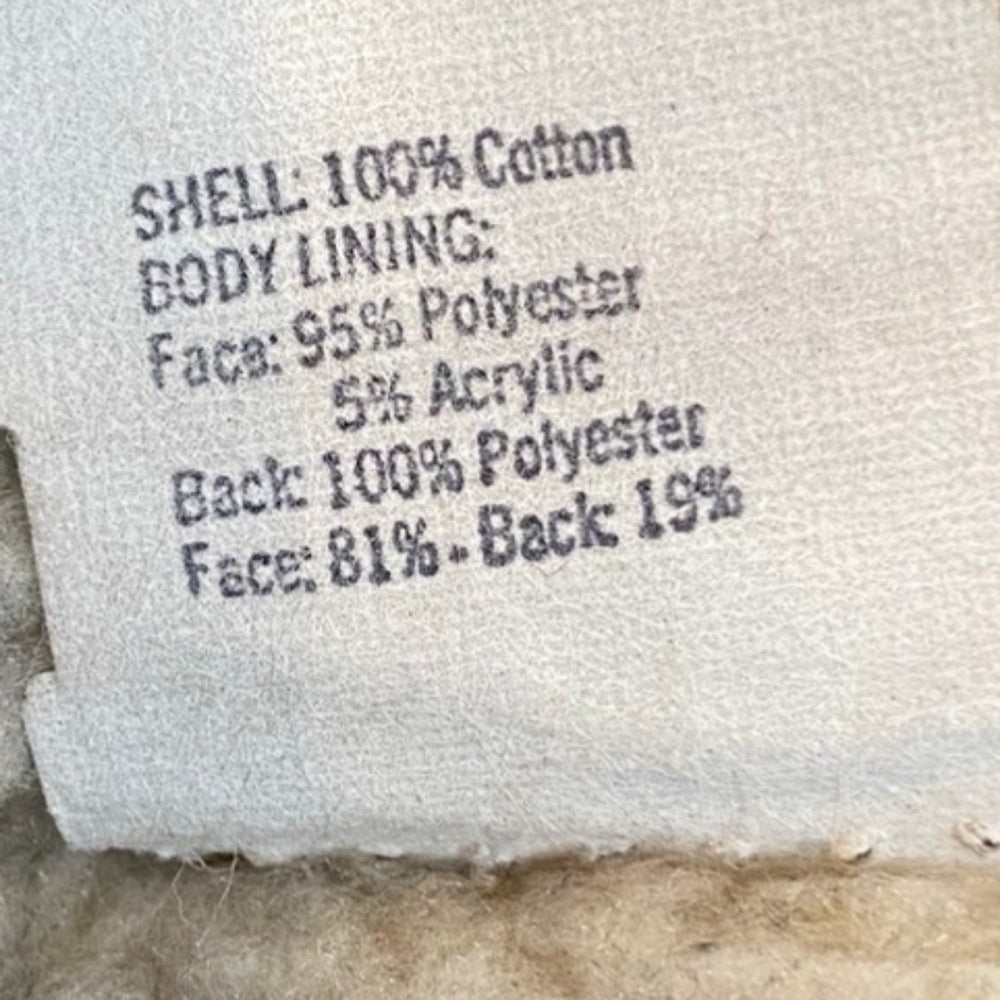 SHELL: 100% Cotton
BODY LINING:
Face: 95% Polyester
5% Acrylic
Back: 100% Polyester
Face: 81% - Back: 19%